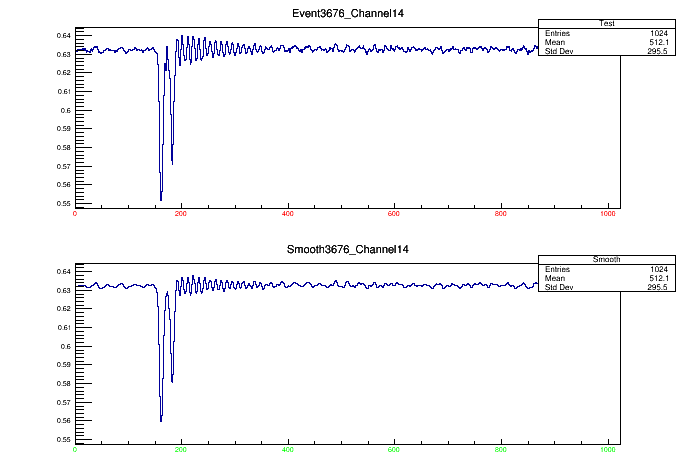 Event3676_Channel14
Test
Entries 1024
Mean 512.1
Std Dev 295.5
0.64
0.63
0.62
0.61
0.6
0.59
0.58
0.57
0.56
0.55
0 200 400 600 800 1000
Smooth3676_Channel14
Smooth
Entries 1024
Mean 512.1
Std Dev 295.5
0.64
0.63
0.62
0.61
0.6
0.59
0.58
0.57
0.56
0.55
0 200 400 600 800 1000